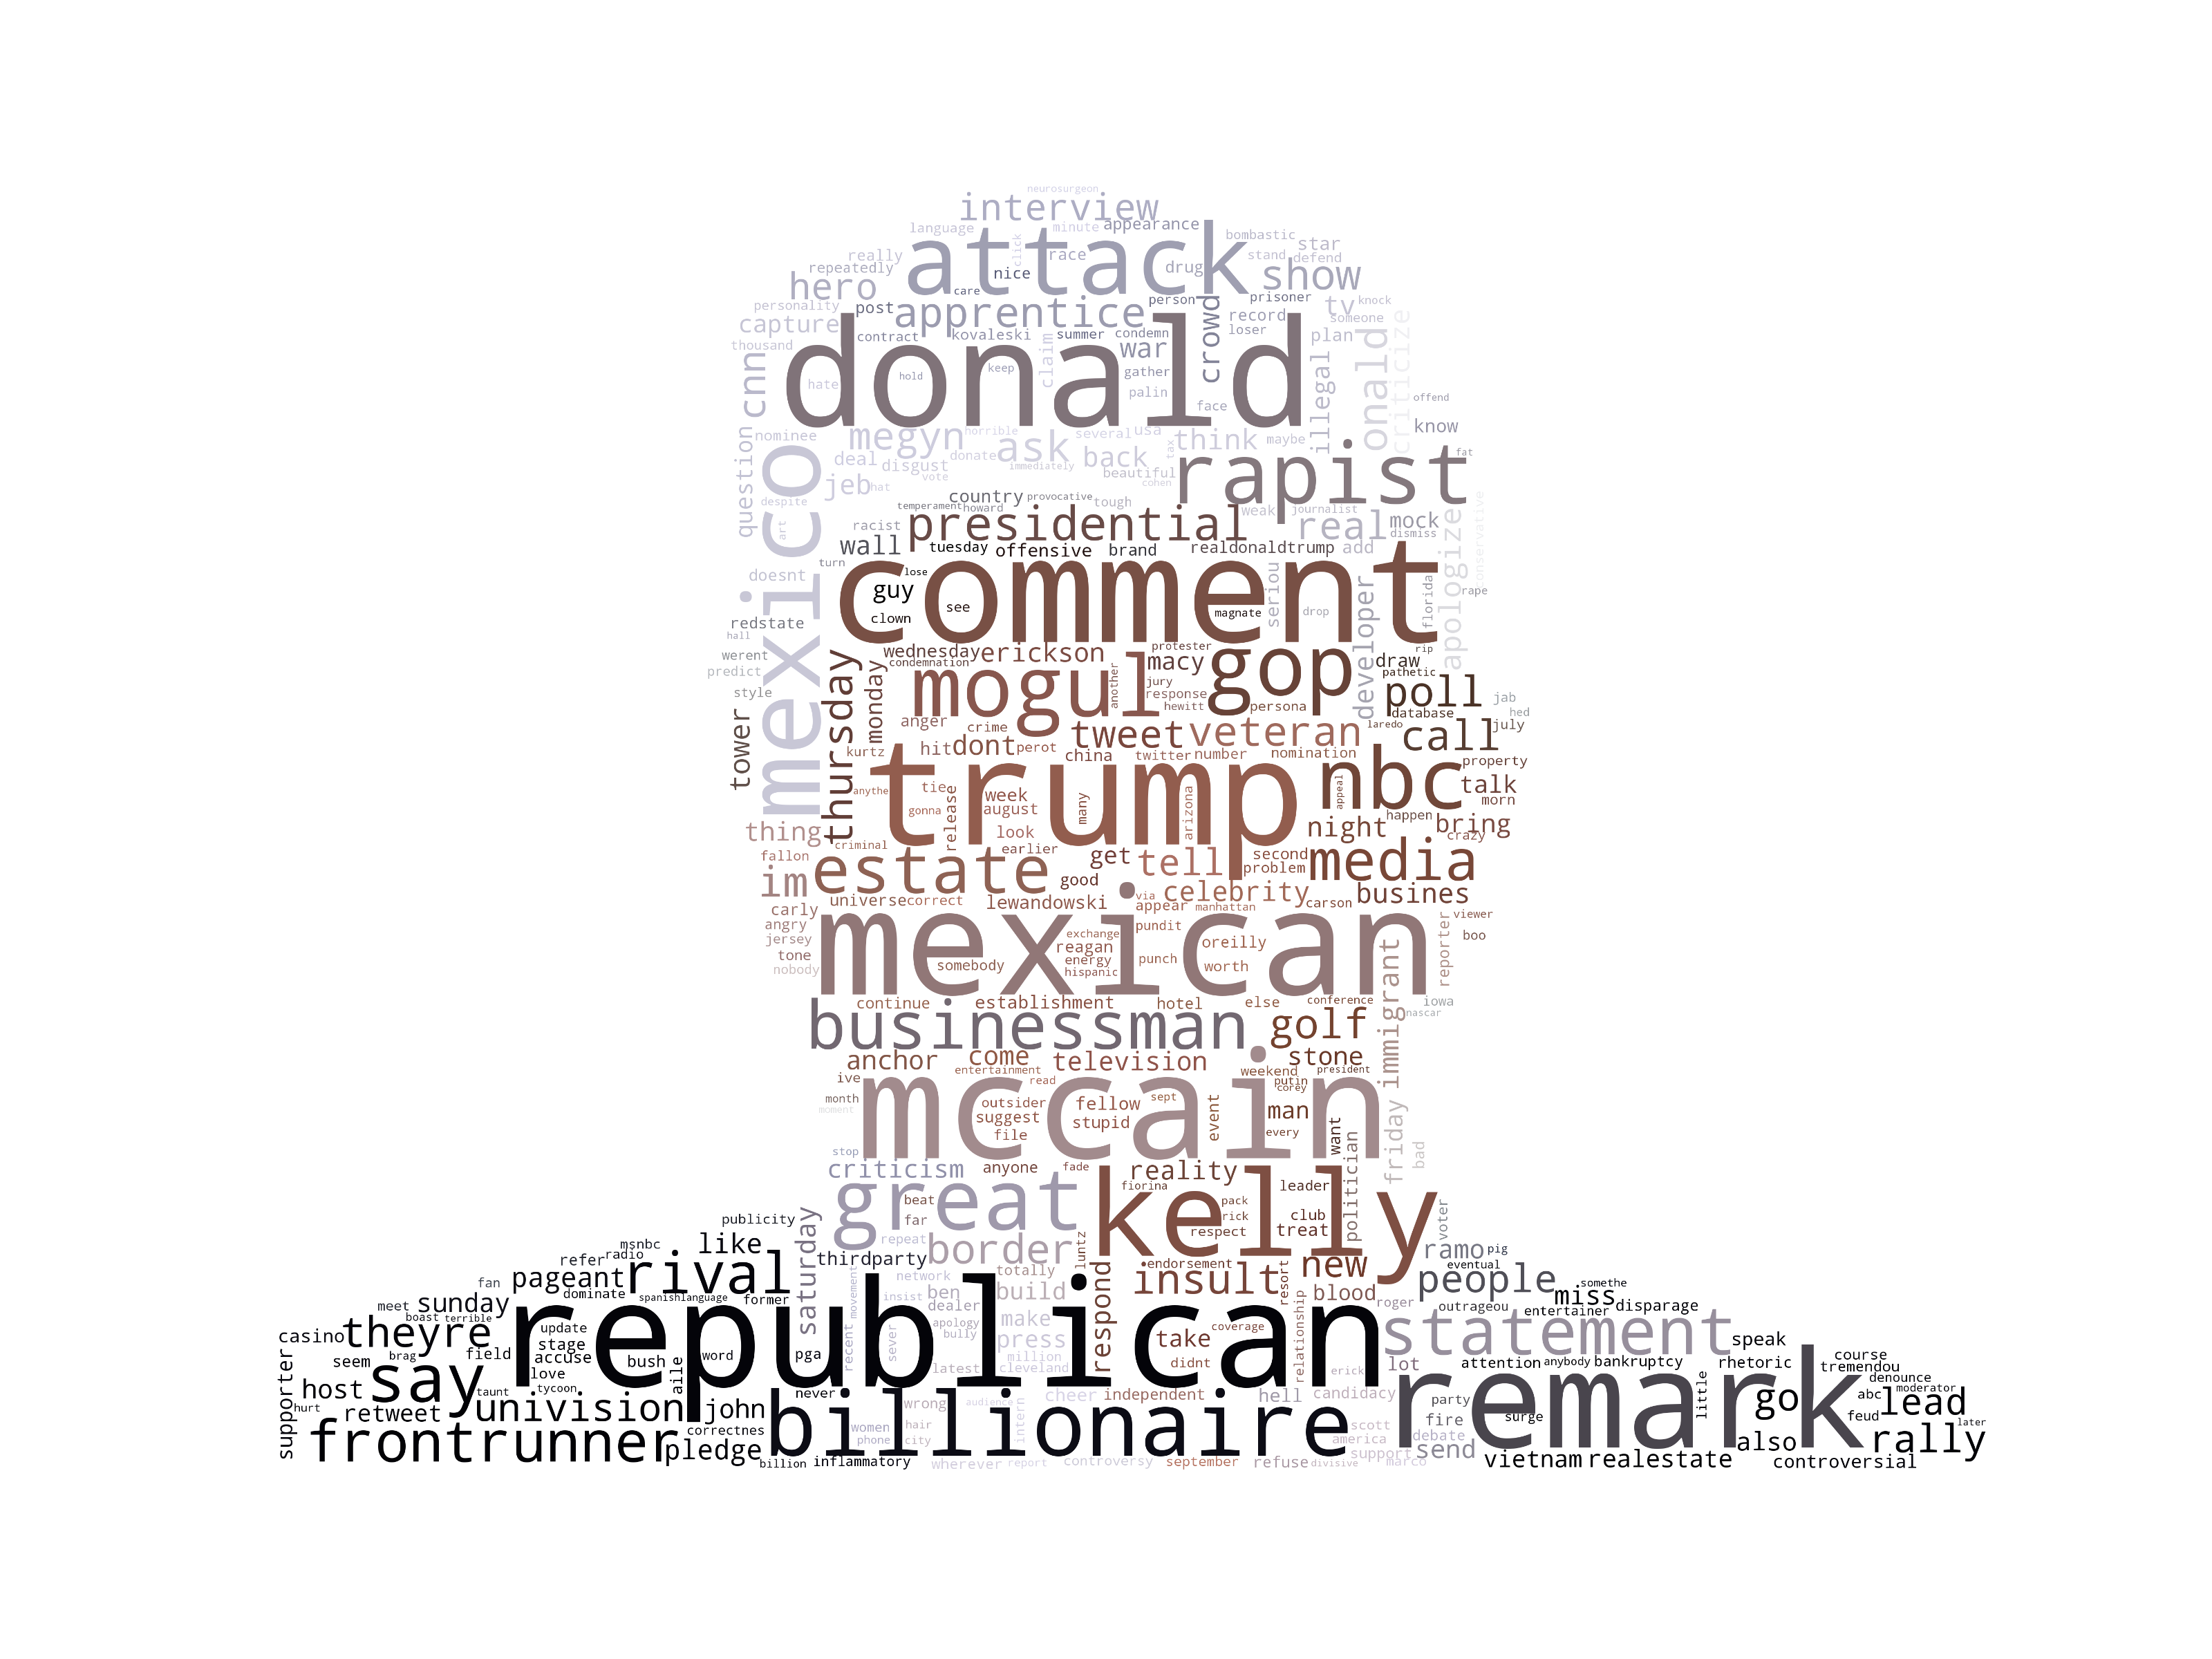 neurosurgeon
interview
language minute appearance
attack
click
bombastic
star
really
race
stand defend
repeatedly
nice
drug
show
hero
care
personality
post
apprentice
person
prisoner
tv
knock
crowd
record
someone
capture
contract
kovaleski
summer
condemn
loser
plan
thousand
donald
claim
war
onald
criticize
cnn
hate
hold
keep
gather
palin
face
illegal
offend
question
nominee
megyn
horrible
ask
several
usa
think
maybe
know
mexico
deal
disgust
donate
back
tax
rapist
fat
immediately
beautiful
jeb
hat
vote
cohen
despite
country
provocative
tough
temperament
howard
weak
journalist
art
racist
presidential
real
mock
dismiss
apologize
conservative
wall
tuesday
offensive
brand
realdonaldtrump
add
turn
comment
doesnt
lose
guy
see
clown
magnate
seriou
drop
developer
florida
rape
redstate
hall
werent
predict
wednesday
erickson
condemnation
protester
macy
gop
draw
rip
pathetic
thursday
monday
mogul
another
jury
response
hewitt
persona
poll
database
jab
hed
style
tower
anger
crime
tweet
veteran
laredo
call
july
kurtz
hit
dont
perot
china
twitter
number
nomination
nbc
property
trump
anythe
tie
gonna
release
week
august
many
arizona
appeal
talk
morn
look
night
happen
bring
crazy
thing
criminal
earlier
fallon
estate
get
tell
second
problem
media
im
good
via
celebrity
busines
universe
correct
lewandowski
appear
manhattan
carson
carly
angry
jersey
tone
nobody
mexican
exchange
reagan
energy
hispanic
somebody
pundit
punch
oreilly
worth
immigrant
reporter
viewer
boo
continue
establishment
hotel
else
conference
iowa
nascar
businessman
golf
anchor
come
television
stone
entertainment
read
weekend
president
putin
corey
ive
month
moment
mccain
outsider
suggest
file
fellow
stupid
sept
event
man
every
want
friday
bad
politician
stop
criticism
anyone
fade
reality
great
kelly
fiorina
leader
beat
far
repeat
pack
rick
respect
club
treat
voter
publicity
saturday
msnbc
like
refer
radio
thirdparty
border
luntz
endorsement
new
ramo
pig
eventual
fan
pageant
rival
dominate
spanishlanguage
former
movement
network
totally
insist
ben
build
respond
insult
resort
blood
people
somethe
miss
meet
sunday
boast
terrible
republican
dealer
roger
outrageou
entertainer
disparage
casino
theyre
update
stage
apology
bully
make
press
relationship
take
coverage
statement
speak
supporter
seem
brag
field
accuse
love
bush
word
pga
recent
sever
million
latest
cleveland
didnt
erick
lot
attention
anybody
bankruptcy
rhetoric
course
tremendou
denounce
host
say
taunt
tycoon
aile
never
cheer
independent
hell
candidacy
party
remark
little
go
abc
moderator
lead
hurt
retweet
univision
john
billionaire
wrong
audience
intern
scott
fire
surge
feud
later
frontrunner
correctnes
women
hair
phone
city
america
debate
also
rally
pledge
billion
inflammatory
wherever
report
controversy
september
refuse
divisive
support
marco
send
vietnam
realestate
controversial